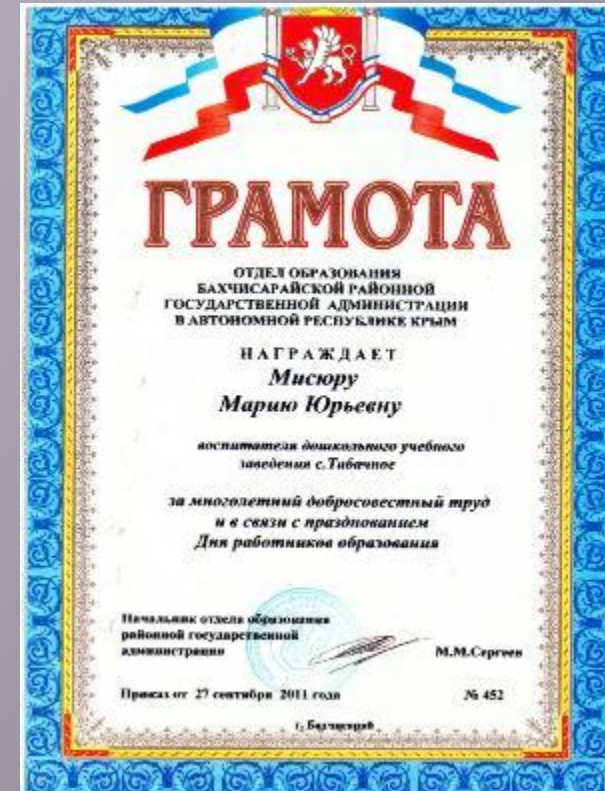 ГРАМОТА
ОТДЕЛ ОБРАЗОВАНИЯ
БАХЧИСАРАЙСКОЙ РАЙОННОЙ
ГОСУДАРСТВЕННОЙ АДМИНИСТРАЦИИ
В АВТОНОМНОЙ РЕСПУБЛИКЕ КРЫМ
НАГРАЖДАЕТ
Мисюру
Марию Юрьевну
воспитателя дошкольного учебного
заведения с.Табачное
за многолетний добросовестный труд
и в связи с празднованием
Дня работников образования
Начальник отдела образования
районной государственной
администрации
М.М.Сергеев
Приказ от 27 сентября 2011 года
№ 452
г. Бахчисарай